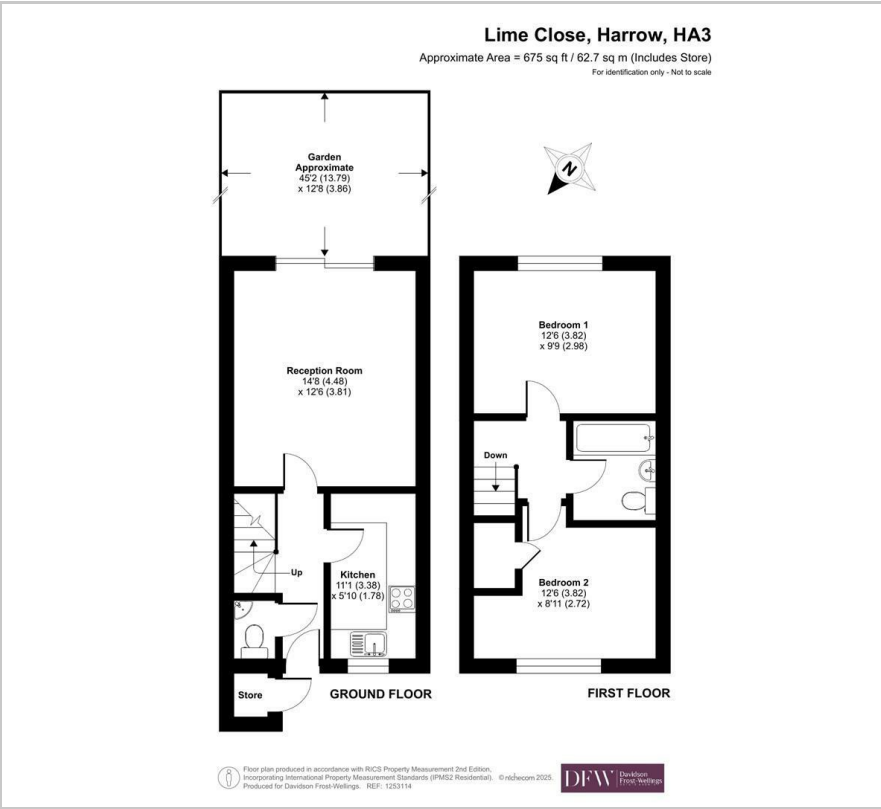 Lime Close, Harrow, HA3
Approximate Area = 675 sq ft / 62.7 sq m (Includes Store)
For identification only - Not to scale
Garden
Approximate
45'2 (13.79)
x 12'8 (3.86)
N
Reception Room
14'8 (4.48)
x 12'6 (3.81)
Bedroom 1
12'6 (3.82)
x 9'9 (2.98)
Down
Up
Kitchen
11'1 (3.38)
x 5'10 (1.78)
Bedroom 2
12'6 (3.82)
x 8'11 (2.72)
Store
GROUND FLOOR
FIRST FLOOR
Floor plan produced in accordance with RICS Property Measurement 2nd Edition,
Incorporating International Property Measurement Standards (IPMS2 Residential). © nichecom 2025.
Produced for Davidson Frost-Wellings. REF: 1253114
DFW
Davidson
Frost-Wellings